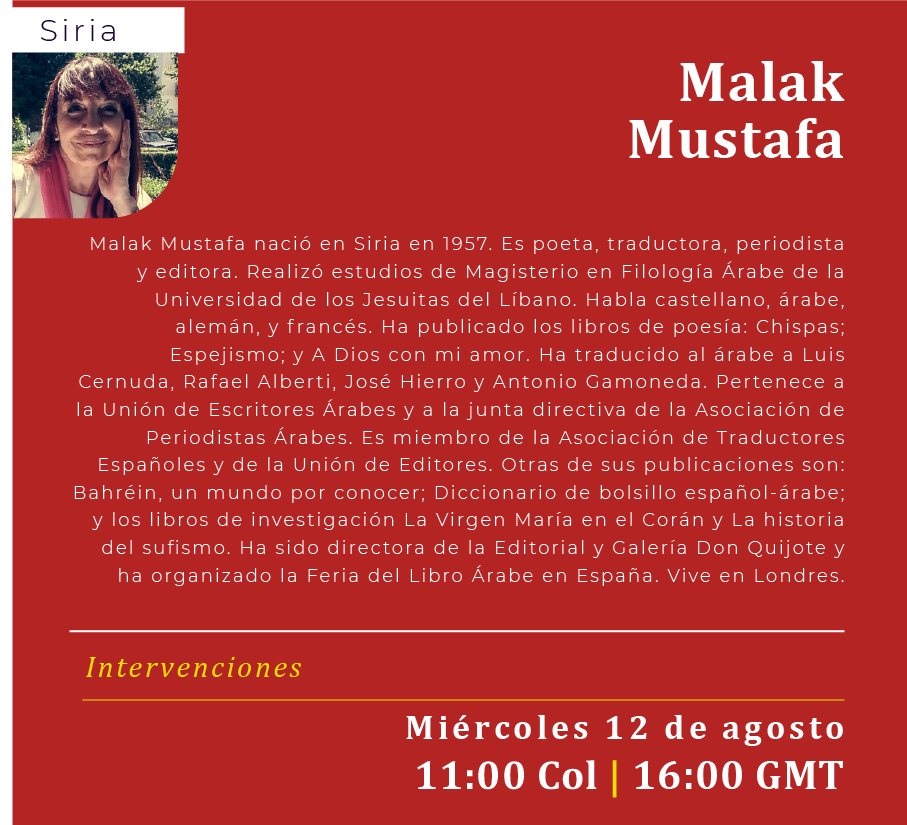 Siria
Malak
Mustafa
Malak Mustafa nació en Siria en 1957. Es poeta, traductora, periodista
y editora. Realizó estudios de Magisterio en Filología Árabe de la
Universidad de los Jesuitas del Líbano. Habla castellano, árabe,
alemán, y francés. Ha publicado los libros de poesía: Chispas;
Espejismo; y A Dios con mi amor. Ha traducido al árabe a Luis
Cernuda, Rafael Alberti, José Hierro y Antonio Gamoneda. Pertenece a
la Unión de Escritores Árabes y a la junta directiva de la Asociación de
Periodistas Árabes. Es miembro de la Asociación de Traductores
Españoles y de la Unión de Editores. Otras de sus publicaciones son:
Bahréin, un mundo por conocer; Diccionario de bolsillo español-árabe;
y los libros de investigación La Virgen María en el Corán y La historia
del sufismo. Ha sido directora de la Editorial y Galería Don Quijote y
ha organizado la Feria del Libro Árabe en España. Vive en Londres.
Intervenciones
Miércoles 12 de agosto
11:00 Col | 16:00 GMT